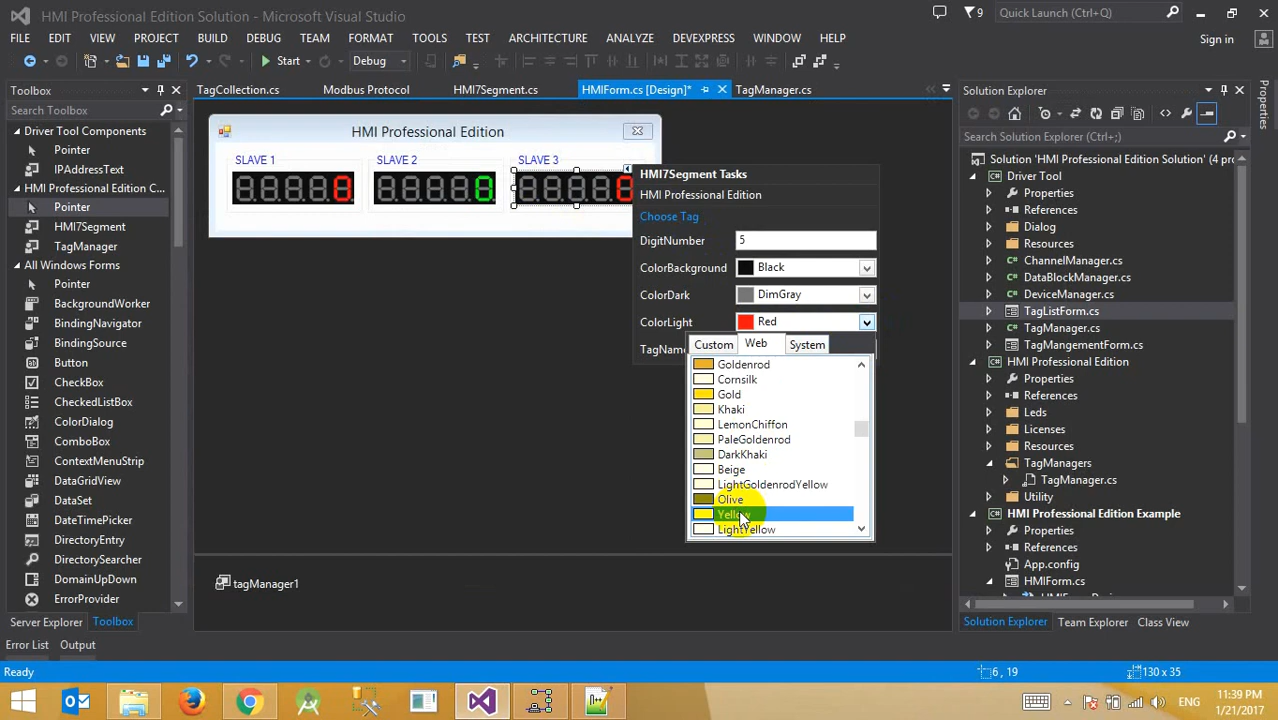 HMI Professional Edition Solution - Microsoft Visual Studio
9
Quick Launch (Ctrl+Q)
FILE EDIT VIEW PROJECT BUILD DEBUG TEAM FORMAT TOOLS TEST ARCHITECTURE ANALYZE DEVEXPRESS WINDOW HELP
Sign in
Start
Debug
Toolbox
Search Toolbox
Driver Tool Components
Pointer
IPAddressText
HMI Professional Edition C...
Pointer
HMI7Segment
TagManager
All Windows Forms
Pointer
BackgroundWorker
BindingNavigator
BindingSource
Button
CheckBox
CheckedListBox
ColorDialog
ComboBox
ContextMenuStrip
DataGridView
DataSet
DateTimePicker
DirectoryEntry
DirectorySearcher
DomainUpDown
ErrorProvider
Server Explorer
Toolbox
TagCollection.cs
Modbus Protocol
HMI7Segment.cs
HMIForm.cs [Design]*
TagManager.cs
HMI Professional Edition
SLAVE 1
SLAVE 2
SLAVE 3
HMI7Segment Tasks
HMI Professional Edition
Choose Tag
DigitNumber
5
ColorBackground
Black
ColorDark
DimGray
ColorLight
Red
TagName
Custom
Web
System
Goldenrod
Cornsilk
Gold
Khaki
LemonChiffon
PaleGoldenrod
DarkKhaki
Beige
LightGoldenrodYellow
Olive
Yellow
LightYellow
tagManager1
Solution Explorer
Search Solution Explorer (Ctrl+;)
Solution 'HMI Professional Edition Solution' (4 pr
Driver Tool
Properties
References
Dialog
Resources
ChannelManager.cs
DataBlockManager.cs
DeviceManager.cs
TagListForm.cs
TagManager.cs
TagMangementForm.cs
HMI Professional Edition
Properties
References
Leds
Licenses
Resources
TagManagers
TagManager.cs
Utility
HMI Professional Edition Example
Properties
References
App.config
HMIForm.cs
Solution Explorer
Team Explorer
Class View
Properties
Error List
Output
Ready
6 , 19
130 x 35
ENG
11:39 PM
1/21/2017